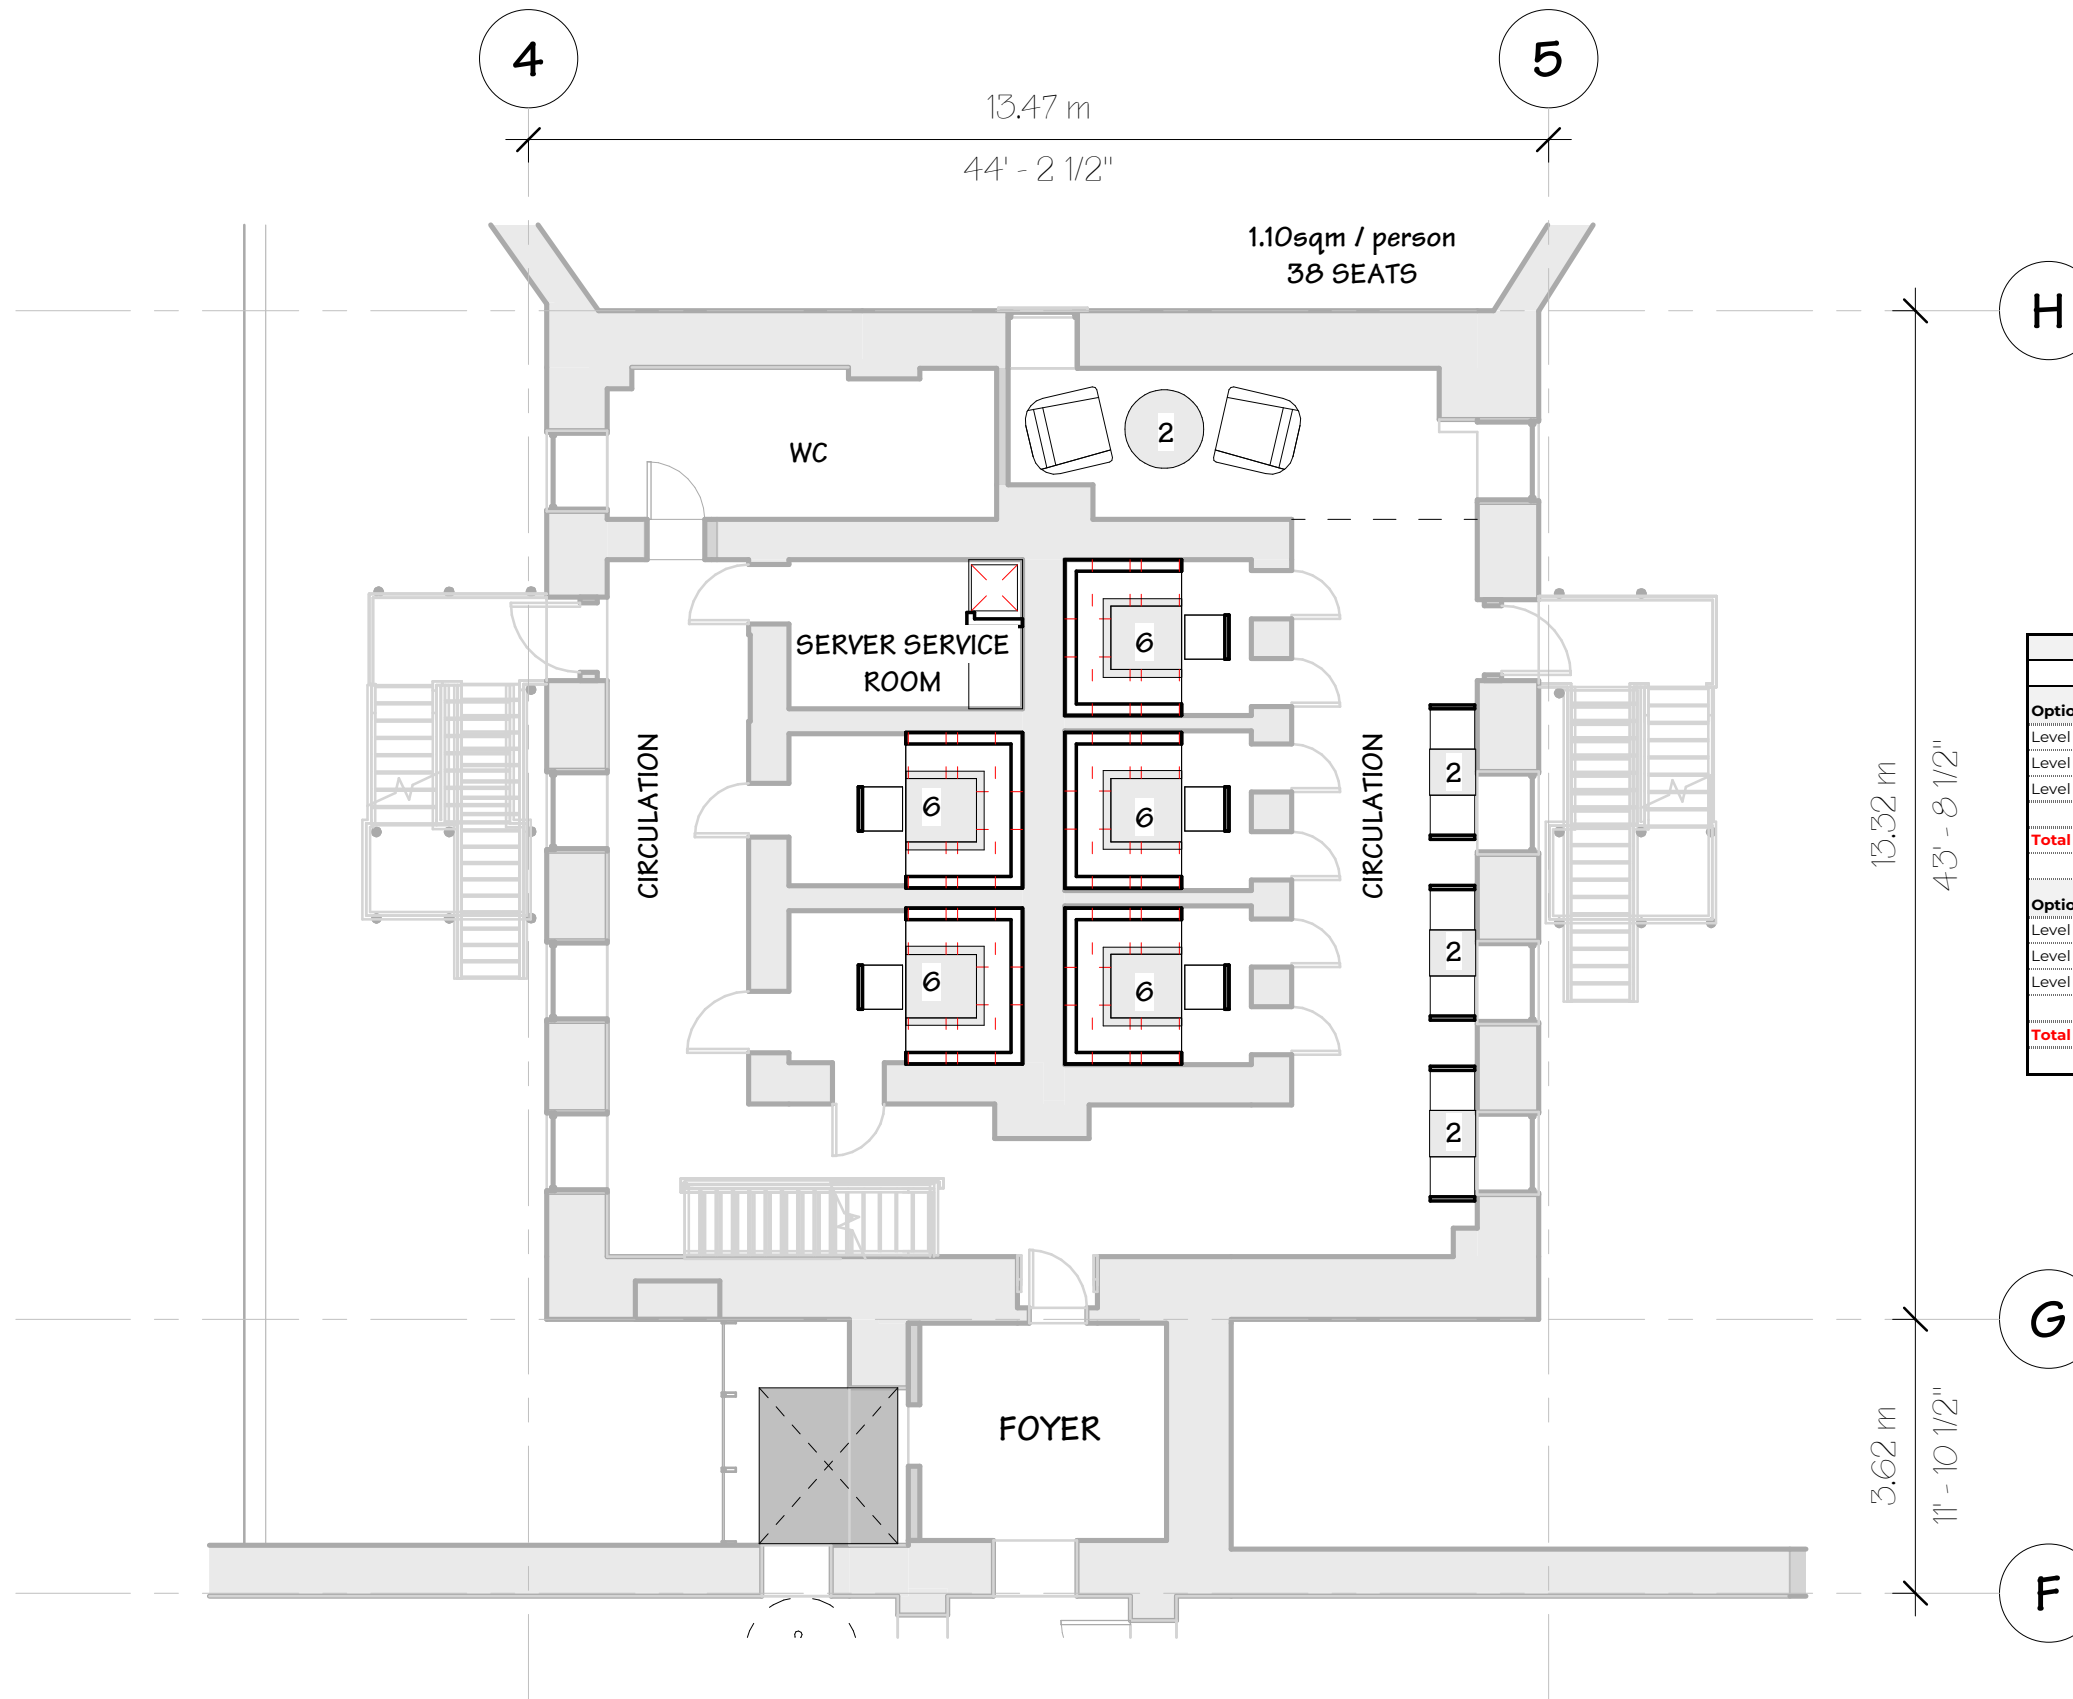 4
5
13.47 m
44' - 2 1/2"
1.10sqm / person
38 SEATS
H
WC
2
SERVER SERVICE
ROOM
6
CIRCULATION
6
6
CIRCULATION
2
13.32 m
43' - 8 1/2"
6
6
2
2
Level
Level
Level
Total
Level
Level
Level
Total
G
FOYER
3.62 m
11' - 10 1/2"
F